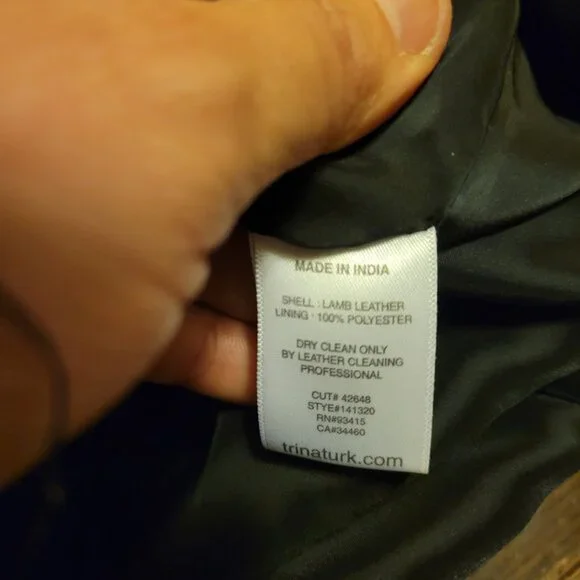 MADE IN INDIA
SHELL : LAMB LEATHER
LINING : 100% POLYESTER
DRY CLEAN ONLY
BY LEATHER CLEANING
PROFESSIONAL
CUT# 42648
STYE#141320
RN#93415
CA#34460
trinaturk.com